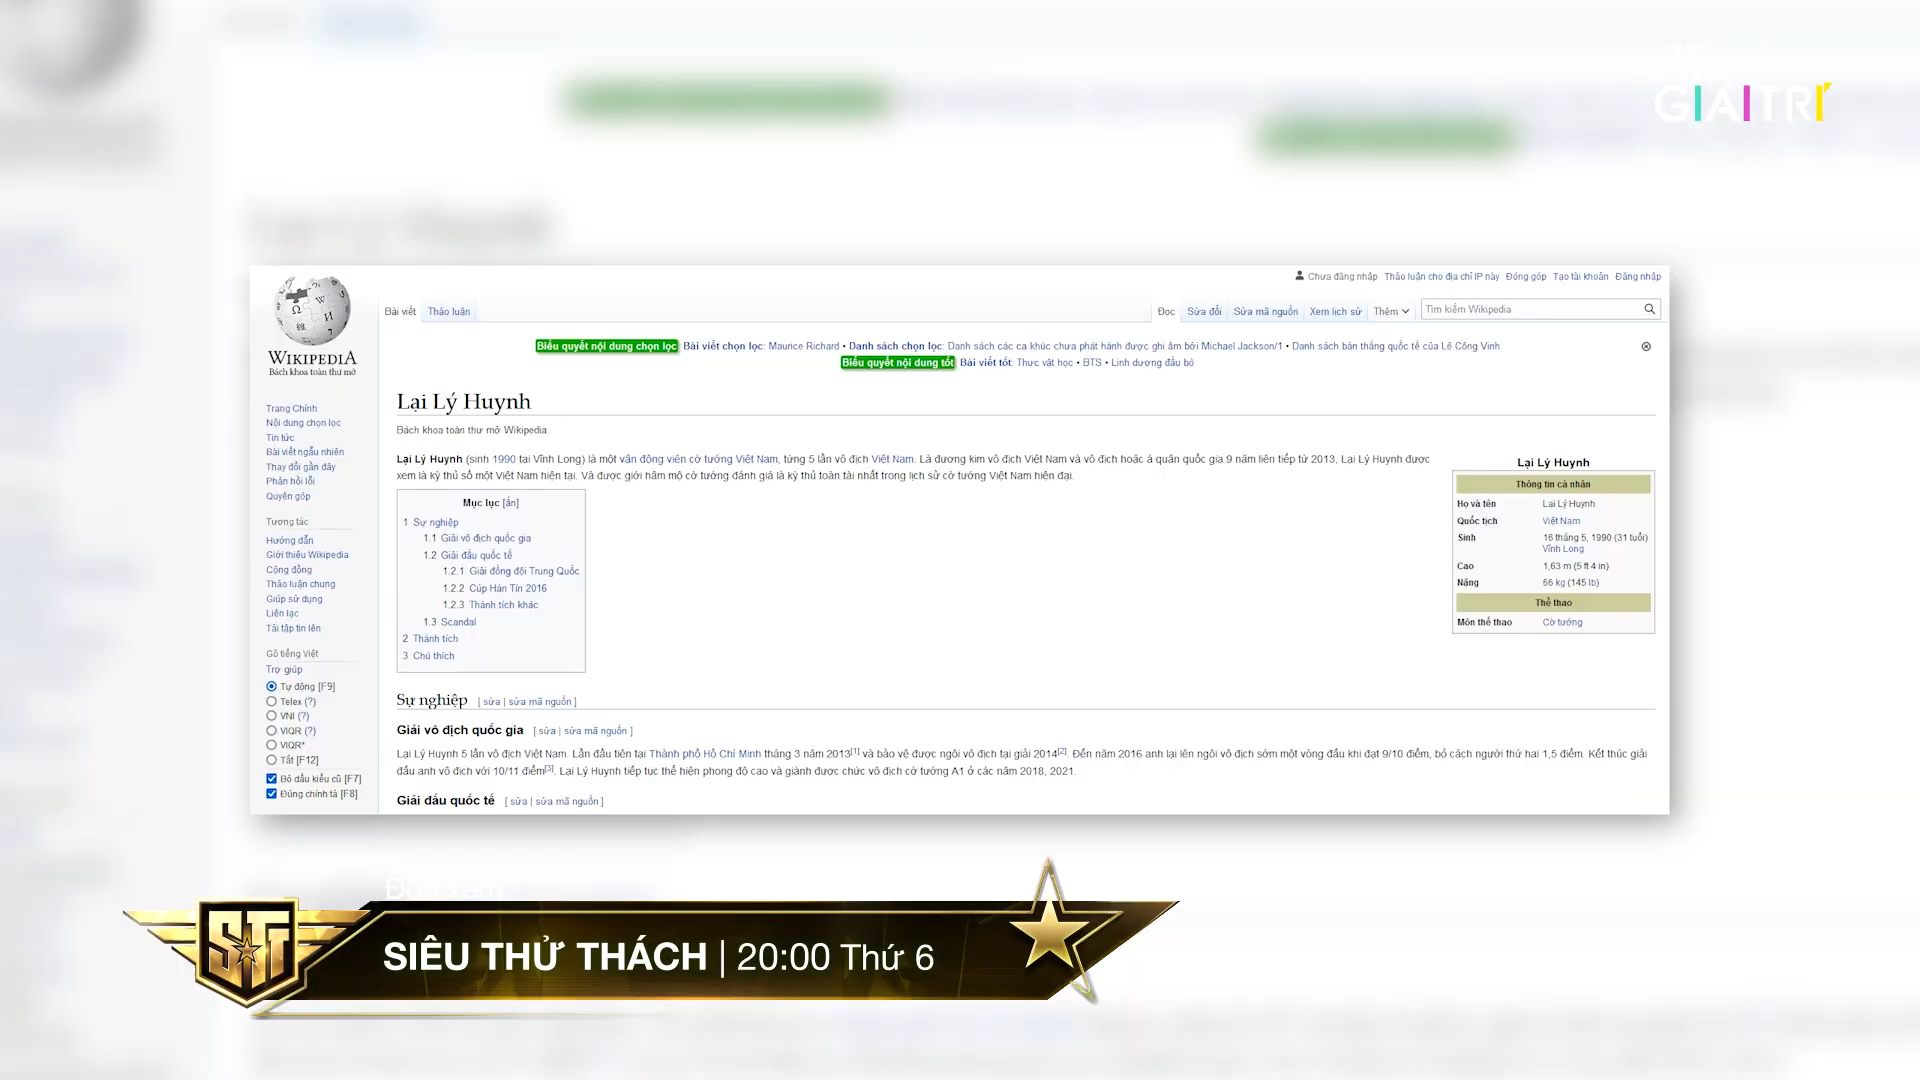 GIẢI TRÍ
Chưa đăng nhập Thảo luận cho địa chỉ IP này Đóng góp Tạo tài khoản Đăng nhập
Bài viết Thảo luận Đọc Sửa đổi Sửa mã nguồn Xem lịch sử Thêm Tìm kiếm Wikipedia
WIKIPEDIA
Bách khoa toàn thư mở
Biểu quyết nội dung chọn lọc Bài viết chọn lọc: Maurice Richard • Danh sách chọn lọc: Danh sách các ca khúc chưa phát hành được ghi âm bởi Michael Jackson/1 • Danh sách bàn thắng quốc tế của Lê Công Vinh
Biểu quyết nội dung tốt Bài viết tốt: Thực vật học • BTS • Linh dương đầu bò
Trang Chính
Nội dung chọn lọc
Tin tức
Bài viết ngẫu nhiên
Thay đổi gần đây
Phản hồi lỗi
Quyên góp
Tương tác
Hướng dẫn
Giới thiệu Wikipedia
Cộng đồng
Thảo luận chung
Giúp sử dụng
Liên lạc
Tải tập tin lên
Gõ tiếng Việt
Trợ giúp
Tự động [F9]
Telex (?)
VNI (?)
VIQR (?)
VIQR*
Tắt [F12]
Bỏ dấu kiểu cũ [F7]
Đúng chính tả [F8]
Lại Lý Huynh
Bách khoa toàn thư mở Wikipedia
Lại Lý Huynh (sinh 1990 tại Vĩnh Long) là một vận động viên cờ tướng Việt Nam, từng 5 lần vô địch Việt Nam. Là đương kim vô địch Việt Nam và vô địch hoặc á quân quốc gia 9 năm liên tiếp từ 2013, Lại Lý Huynh được
xem là kỳ thủ số một Việt Nam hiện tại. Và được giới hâm mộ cờ tướng đánh giá là kỳ thủ toàn tài nhất trong lịch sử cờ tướng Việt Nam hiện đại.
Mục lục [ẩn]
1 Sự nghiệp
1.1 Giải vô địch quốc gia
1.2 Giải đấu quốc tế
1.2.1 Giải đồng đội Trung Quốc
1.2.2 Cúp Hàn Tín 2016
1.2.3 Thành tích khác
1.3 Scandal
2 Thành tích
3 Chú thích
Lại Lý Huynh
Thông tin cá nhân
Họ và tên Lại Lý Huynh
Quốc tịch Việt Nam
Sinh 16 tháng 5, 1990 (31 tuổi)
Vĩnh Long
Cao 1,63 m (5 ft 4 in)
Nặng 66 kg (145 lb)
Thể thao
Môn thể thao Cờ tướng
Sự nghiệp [ sửa | sửa mã nguồn ]
Giải vô địch quốc gia [ sửa | sửa mã nguồn ]
Lại Lý Huynh 5 lần vô địch Việt Nam. Lần đầu tiên tại Thành phố Hồ Chí Minh tháng 3 năm 2013[1] và bảo vệ được ngôi vô địch tại giải 2014[2]. Đến năm 2016 anh lại lên ngôi vô địch sớm một vòng đấu khi đạt 9/10 điểm, bỏ cách người thứ hai 1,5 điểm. Kết thúc giải
đấu anh vô địch với 10/11 điểm[3]. Lại Lý Huynh tiếp tục thể hiện phong độ cao và giành được chức vô địch cờ tướng A1 ở các năm 2018, 2021.
Giải đấu quốc tế [ sửa | sửa mã nguồn ]
STT
SIÊU THỬ THÁCH | 20:00 Thứ 6